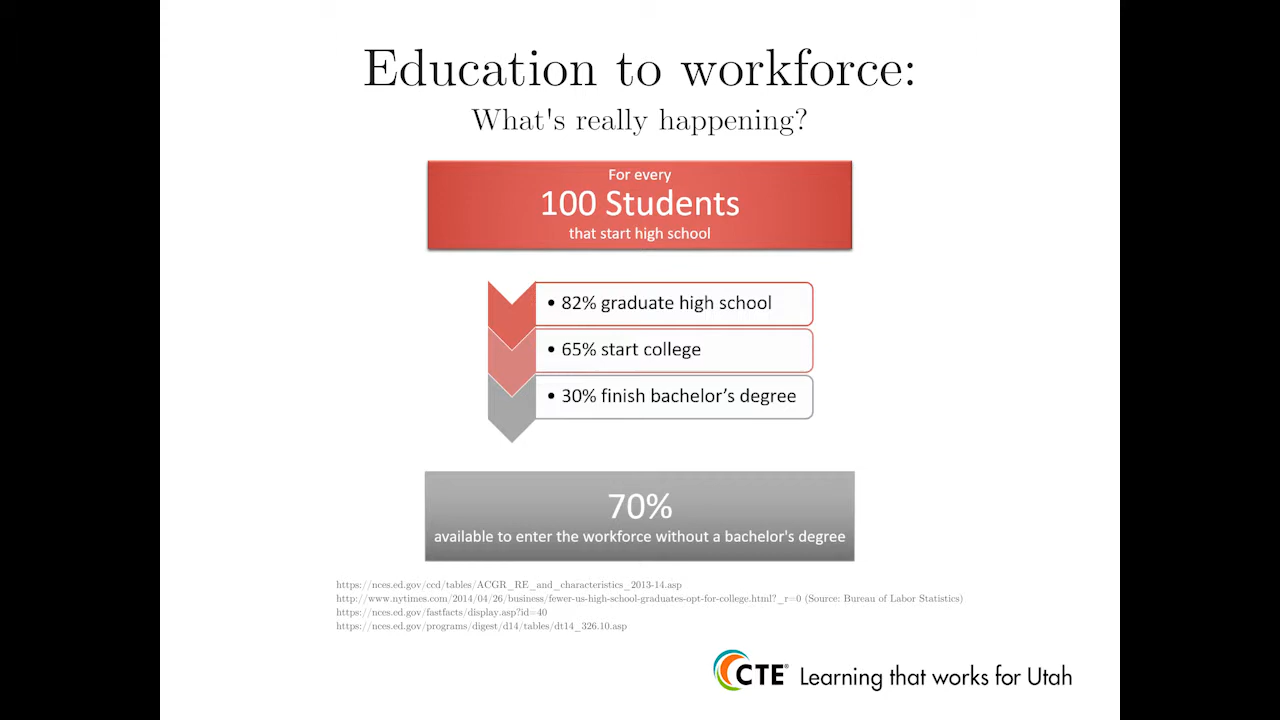 Education to workforce:
What's really happening?
For every
100 Students
that start high school
• 82% graduate high school
• 65% start college
• 30% finish bachelor’s degree
70%
available to enter the workforce without a bachelor's degree
https://nces.ed.gov/ccd/tables/ACGR_RE_and_characteristics_2013-14.asp
http://www.nytimes.com/2014/04/26/business/fewer-us-high-school-graduates-opt-for-college.html?_r=0 (Source: Bureau of Labor Statistics)
https://nces.ed.gov/fastfacts/display.asp?id=40
https://nces.ed.gov/programs/digest/d14/tables/dt14_326.10.asp
CTE® Learning that works for Utah